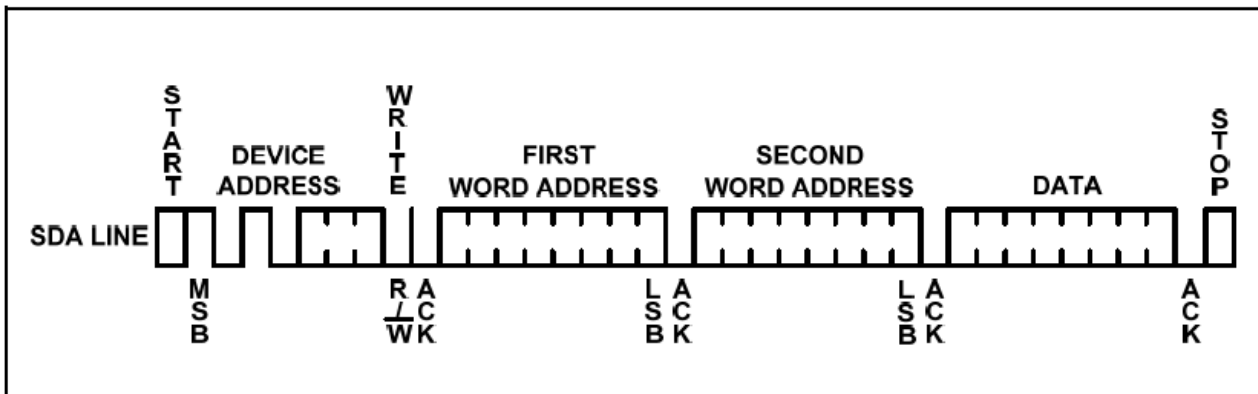 START
WRITE
STOP
DEVICE
ADDRESS
FIRST
WORD ADDRESS
SECOND
WORD ADDRESS
DATA
SDA LINE
MSB
R/W
ACK
LSB
ACK
LSB
ACK
ACK